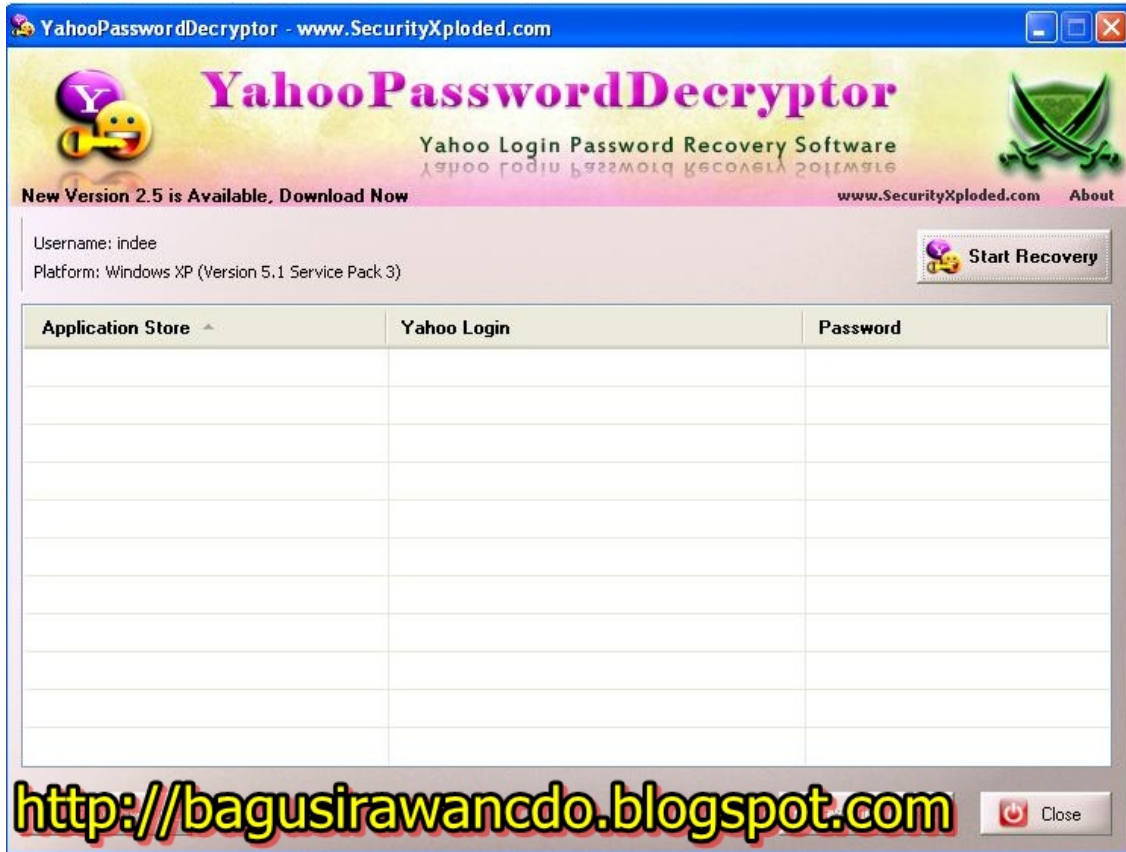 YahooPasswordDecryptor - www.SecurityXploded.com
YahooPasswordDecryptor
Yahoo Login Password Recovery Software
New Version 2.5 is Available, Download Now
www.SecurityXploded.com About
Username: indee
Platform: Windows XP (Version 5.1 Service Pack 3)
Start Recovery
Application Store Yahoo Login Password
http://bagusirawancdo.blogspot.com
Close